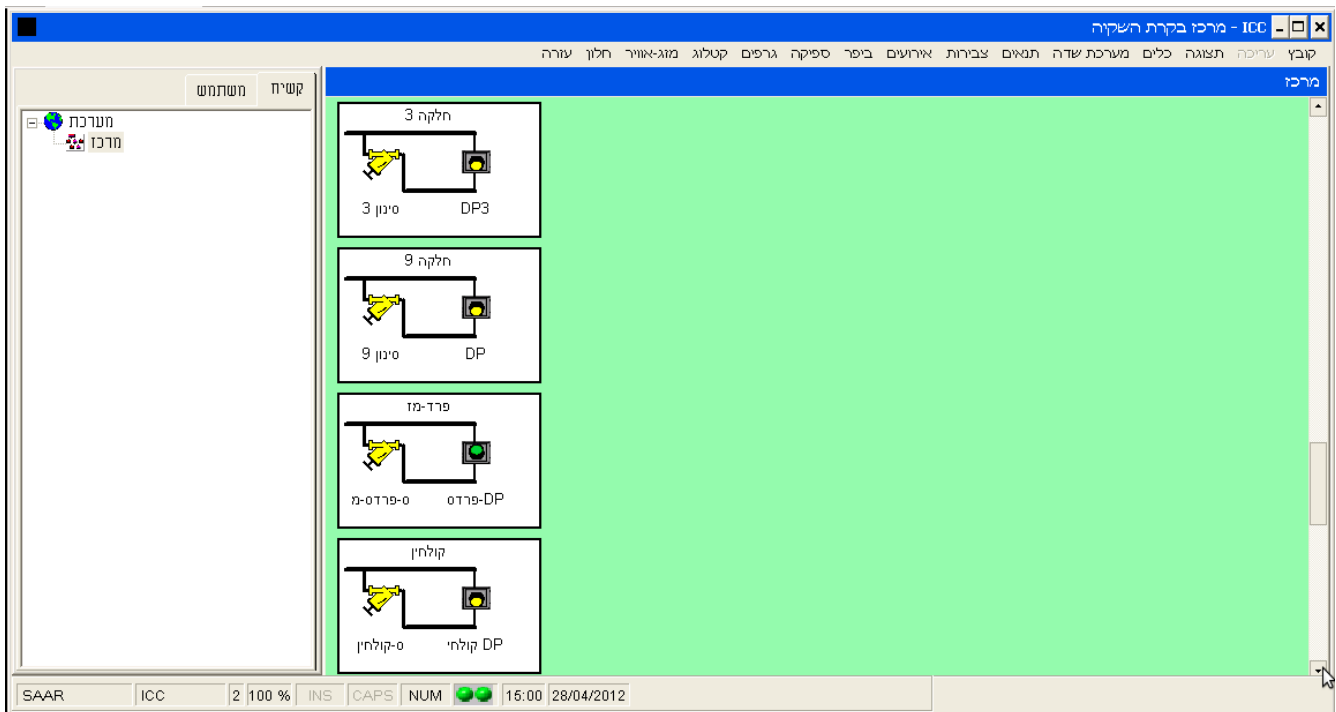 ICC - מרכז בקרת השקיה
קובץ עריכה תצוגה כלים מערכת שדה תנאים צבירות אירועים ביפר ספיקה גרפים קטלוג מזג-אוויר חלון עזרה
מרכז
קשיח משתמש
מערכת
מרכז
חלקה 3
סינון 3 DP3
חלקה 9
סינון 9 DP
פרד-מז
ס-פרדס-מ DP-פרדס
קולחין
ס-קולחין DP קולחי
SAAR ICC 2 100 % INS CAPS NUM 15:00 28/04/2012